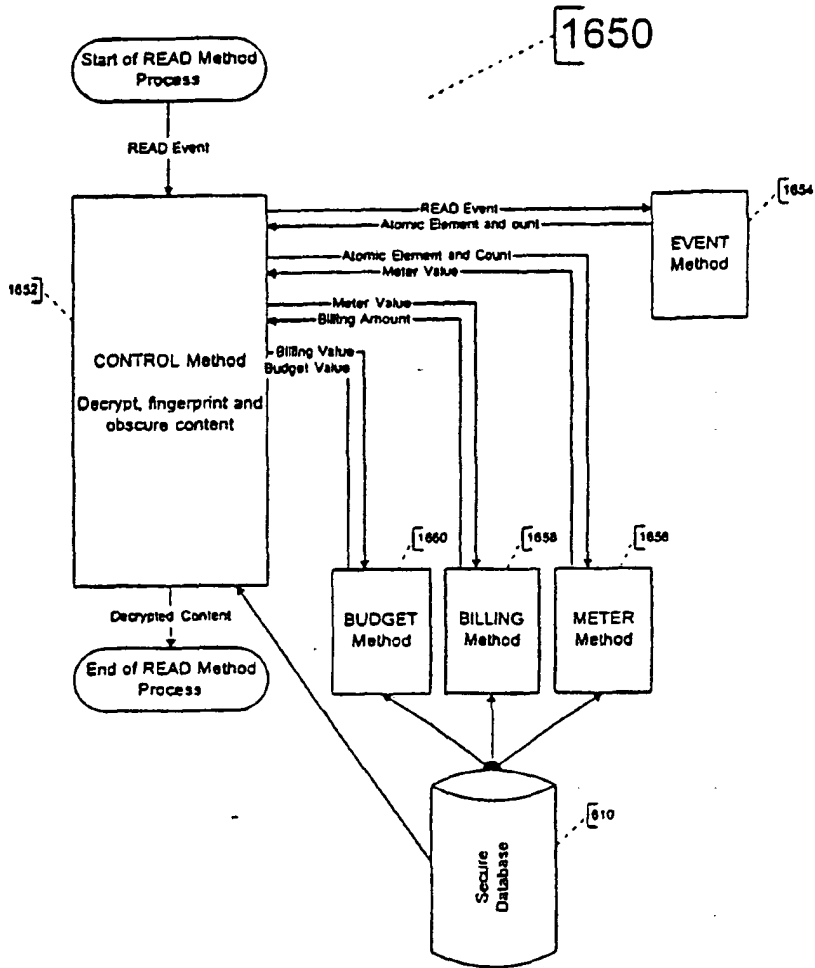 1650
Start of READ Method
Process
READ Event
READ Event
Atomic Element and ount
1654
EVENT
Method
Atomic Element and Count
Meter Value
1652
Meter Value
Billing Amount
Billing Value
Budget Value
CONTROL Method
Decrypt, fingerprint and
obscure content
1660
1658
1656
BUDGET
Method
BILLING
Method
METER
Method
Decrypted Content
End of READ Method
Process
610
Secure
Database